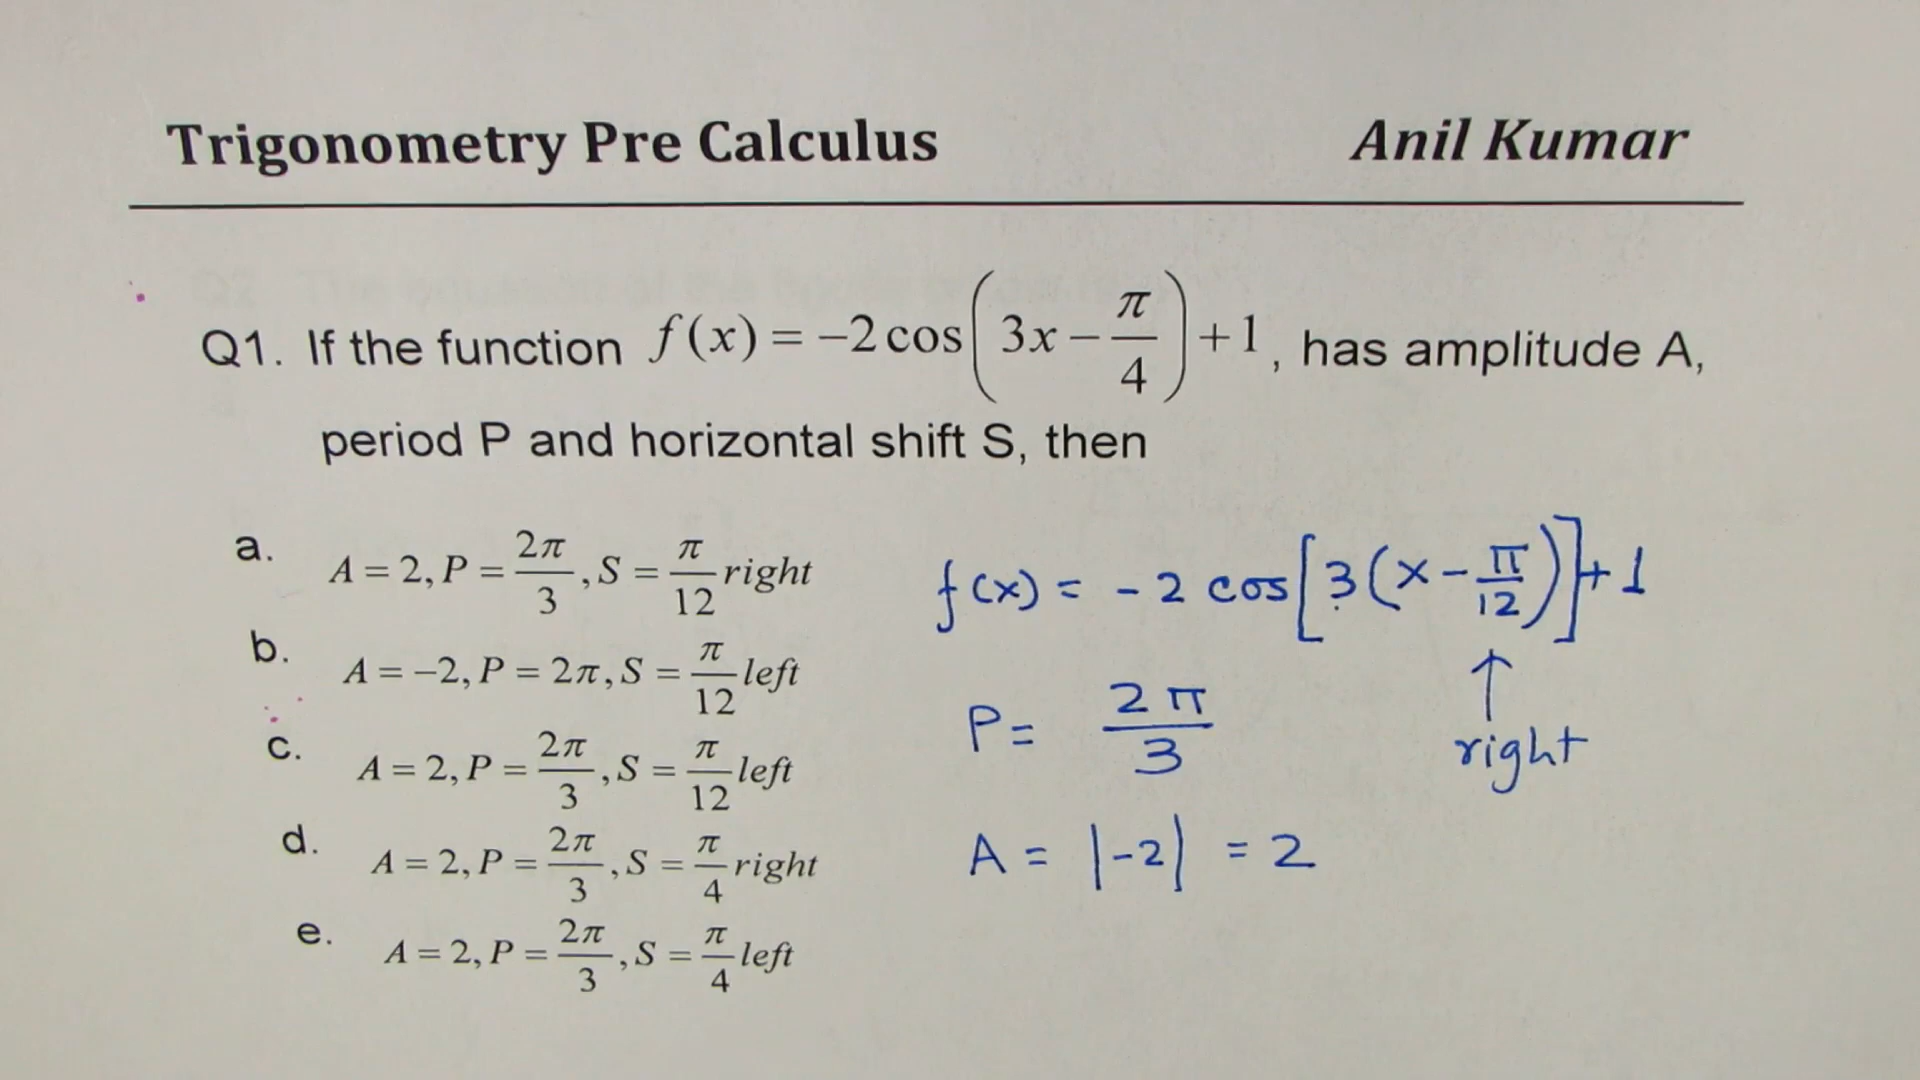 Trigonometry Pre Calculus Anil Kumar
Q1. If the function f(x) = −2 cos(3x − π/4) + 1, has amplitude A,
period P and horizontal shift S, then
a. A = 2, P = 2π/3, S = π/12 right
b. A = −2, P = 2π, S = π/12 left
c. A = 2, P = 2π/3, S = π/12 left
d. A = 2, P = 2π/3, S = π/4 right
e. A = 2, P = 2π/3, S = π/4 left
f(x) = -2 cos[3(x - π/12)] + 1
↑
right
P = 2π/3
A = |-2| = 2